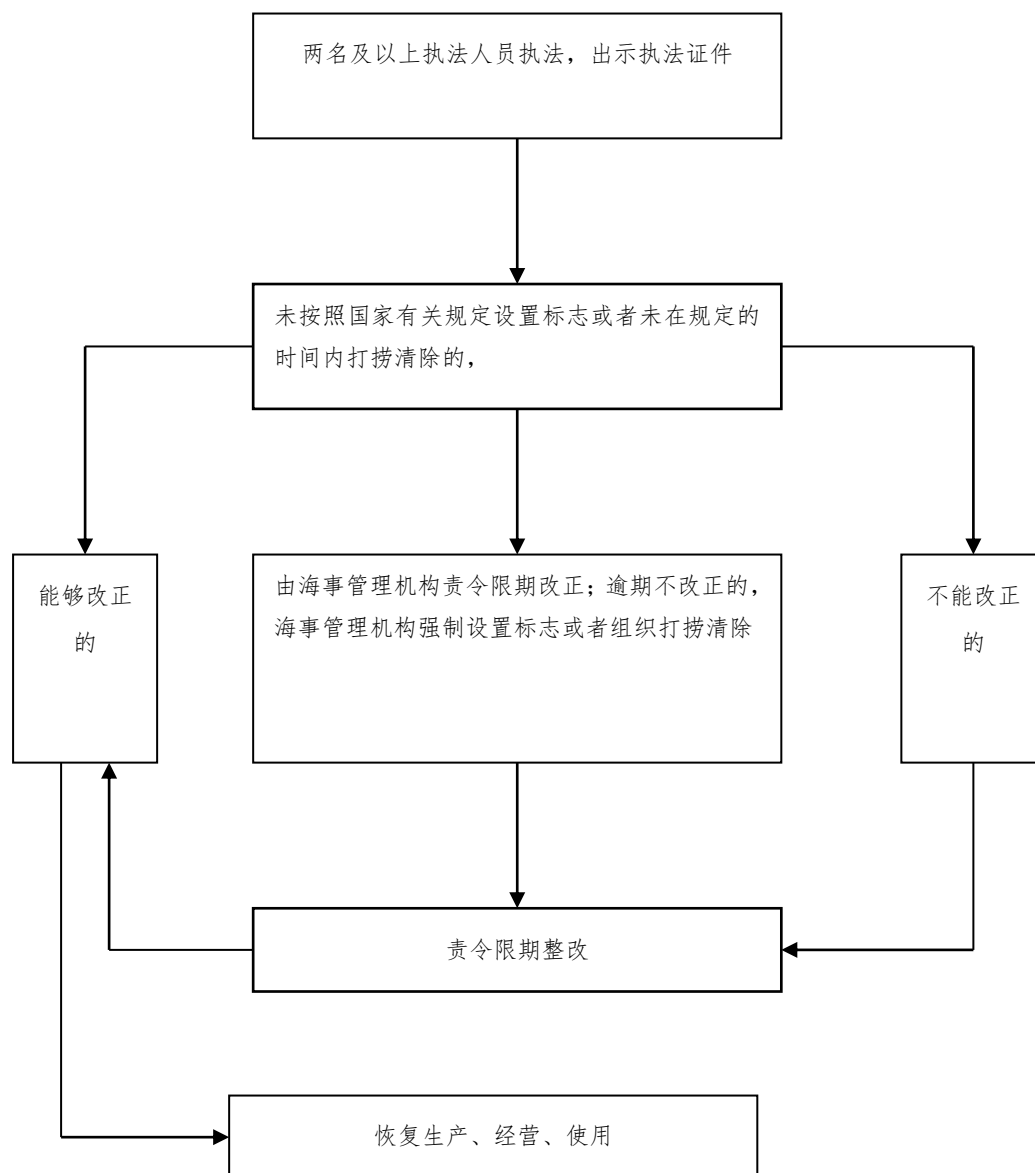 两名及以上执法人员执法，出示执法证件
未按照国家有关规定设置标志或者未在规定的
时间内打捞清除的，
能够改正
的
由海事管理机构责令限期改正；逾期不改正的，
海事管理机构强制设置标志或者组织打捞清除
不能改正
的
责令限期整改
恢复生产、经营、使用